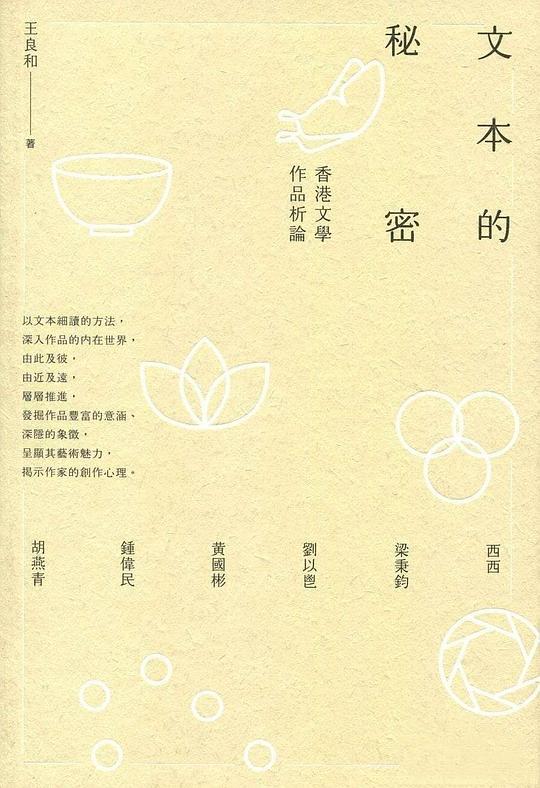 文本的
秘密
香港文學
作品析論
王良和
著
以文本細讀的方法，
深入作品的內在世界，
由此及彼，
由近及遠，
層層推進，
發掘作品豐富的意涵、
深隱的象徵，
呈顯其藝術魅力，
揭示作家的創作心理。
西西
梁秉鈞
劉以鬯
黃國彬
鍾偉民
胡燕青